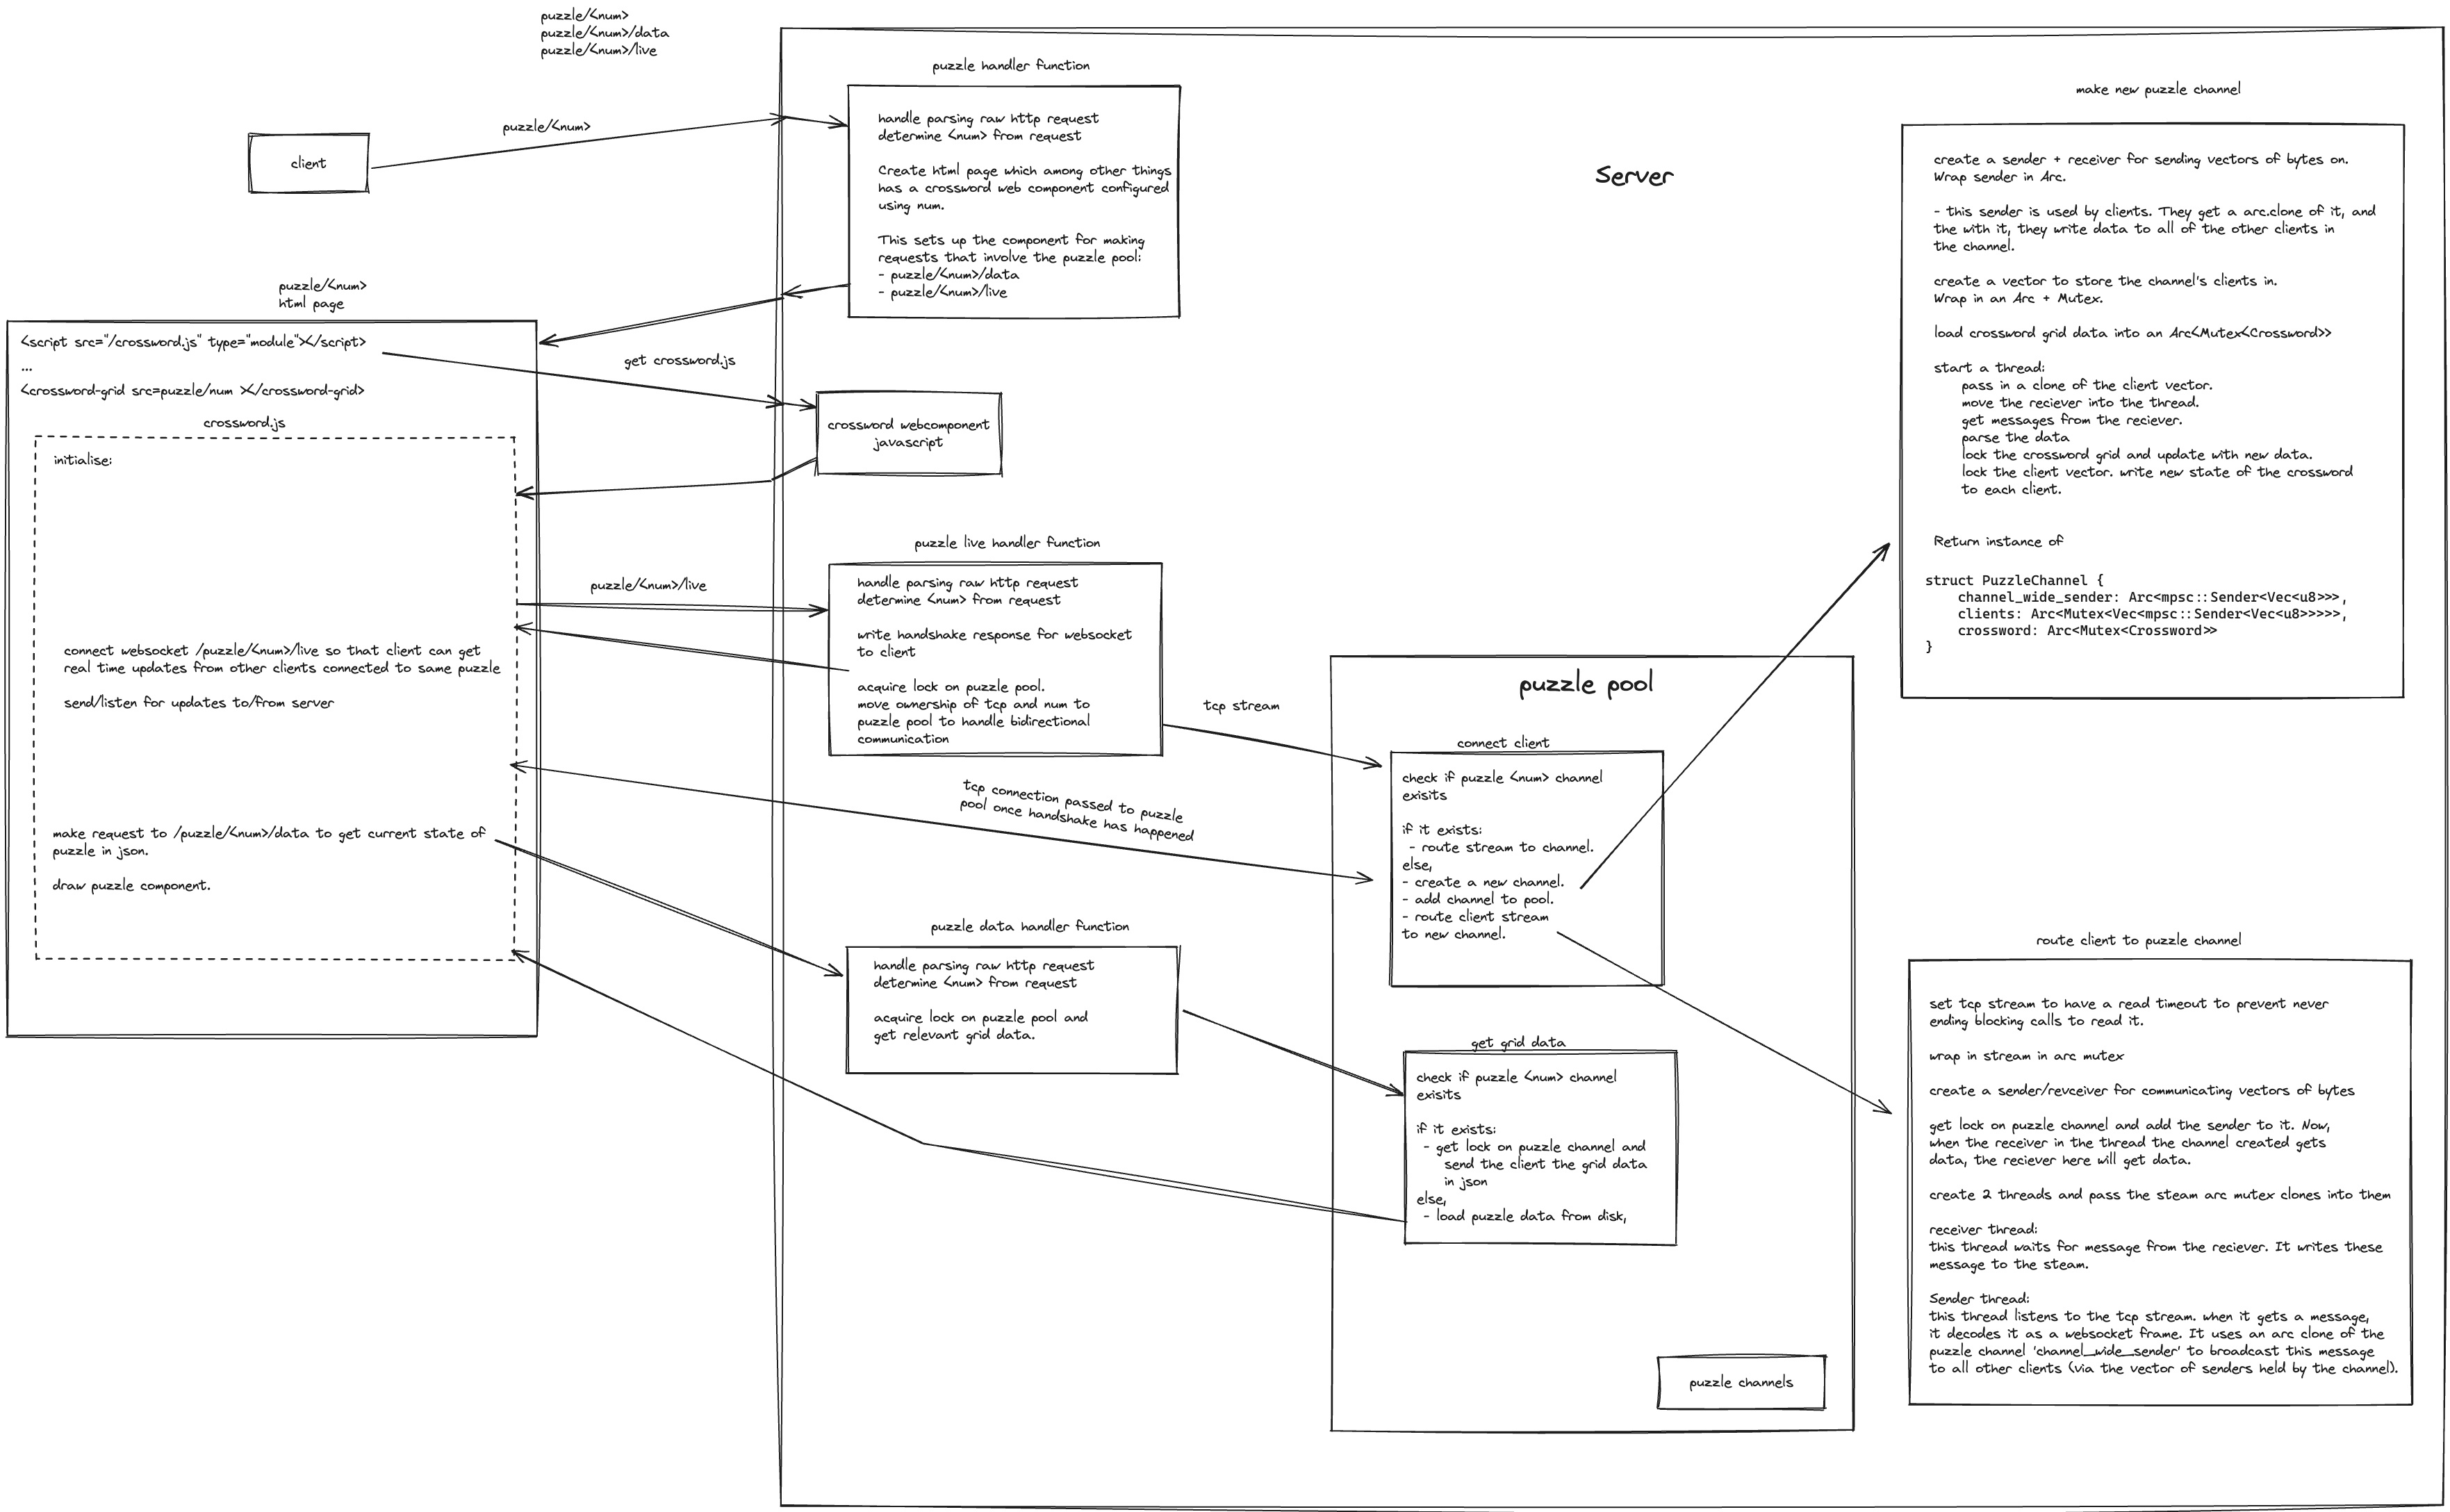 puzzle/<num>
puzzle/<num>/data
puzzle/<num>/live
client
puzzle/<num>
puzzle handler function
handle parsing raw http request
determine <num> from request
Create html page which among other things
has a crossword web component configured
using num.
This sets up the component for making
requests that involve the puzzle pool:
- puzzle/<num>/data
- puzzle/<num>/live
Server
puzzle/<num>
html page
<script src="/crossword.js" type="module"></script>
...
<crossword-grid src=puzzle/num ></crossword-grid>
crossword.js
initialise:
connect websocket /puzzle/<num>/live so that client can get
real time updates from other clients connected to same puzzle
send/listen for updates to/from server
make request to /puzzle/<num>/data to get current state of
puzzle in json.
draw puzzle component.
get crossword.js
crossword webcomponent
javascript
puzzle/<num>/live
puzzle live handler function
handle parsing raw http request
determine <num> from request
write handshake response for websocket
to client
acquire lock on puzzle pool.
move ownership of tcp and num to
puzzle pool to handle bidirectional
communication
tcp stream
tcp connection passed to puzzle
pool once handshake has happened
puzzle data handler function
handle parsing raw http request
determine <num> from request
acquire lock on puzzle pool and
get relevant grid data.
puzzle pool
connect client
check if puzzle <num> channel
exisits
if it exists:
- route stream to channel.
else,
- create a new channel.
- add channel to pool.
- route client stream
to new channel.
get grid data
check if puzzle <num> channel
exisits
if it exists:
- get lock on puzzle channel and
send the client the grid data
in json
else,
- load puzzle data from disk,
puzzle channels
make new puzzle channel
create a sender + receiver for sending vectors of bytes on.
Wrap sender in Arc.
- this sender is used by clients. They get a arc.clone of it, and
the with it, they write data to all of the other clients in
the channel.
create a vector to store the channel's clients in.
Wrap in an Arc + Mutex.
load crossword grid data into an Arc<Mutex<Crossword>>
start a thread:
pass in a clone of the client vector.
move the reciever into the thread.
get messages from the reciever.
parse the data
lock the crossword grid and update with new data.
lock the client vector. write new state of the crossword
to each client.
Return instance of
struct PuzzleChannel {
channel_wide_sender: Arc<mpsc::Sender<Vec<u8>>>,
clients: Arc<Mutex<Vec<mpsc::Sender<Vec<u8>>>>>,
crossword: Arc<Mutex<Crossword>>
}
route client to puzzle channel
set tcp stream to have a read timeout to prevent never
ending blocking calls to read it.
wrap in stream in arc mutex
create a sender/revceiver for communicating vectors of bytes
get lock on puzzle channel and add the sender to it. Now,
when the receiver in the thread the channel created gets
data, the reciever here will get data.
create 2 threads and pass the steam arc mutex clones into them
receiver thread:
this thread waits for message from the reciever. It writes these
message to the steam.
Sender thread:
this thread listens to the tcp stream. when it gets a message,
it decodes it as a websocket frame. It uses an arc clone of the
puzzle channel 'channel_wide_sender' to broadcast this message
to all other clients (via the vector of senders held by the channel).